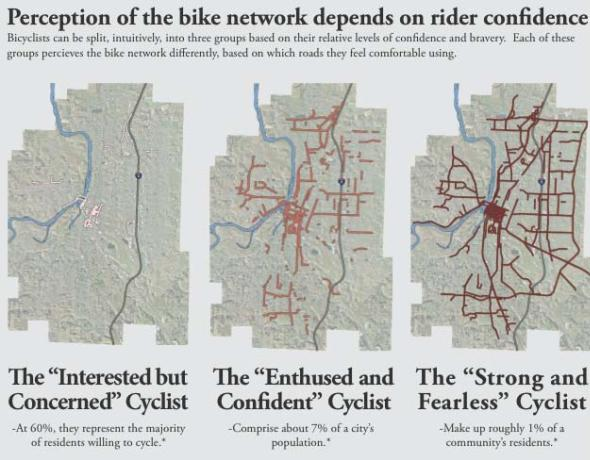 Perception of the bike network depends on rider confidence
Bicyclists can be split, intuitively, into three groups based on their relative levels of confidence and bravery. Each of these
groups percieves the bike network differently, based on which roads they feel comfortable using.
The "Interested but
Concerned" Cyclist
-At 60%, they represent the majority
of residents willing to cycle.*
The "Enthused and
Confident" Cyclist
-Comprise about 7% of a city's
population.*
The "Strong and
Fearless" Cyclist
-Make up roughly 1% of a
community's residents.*